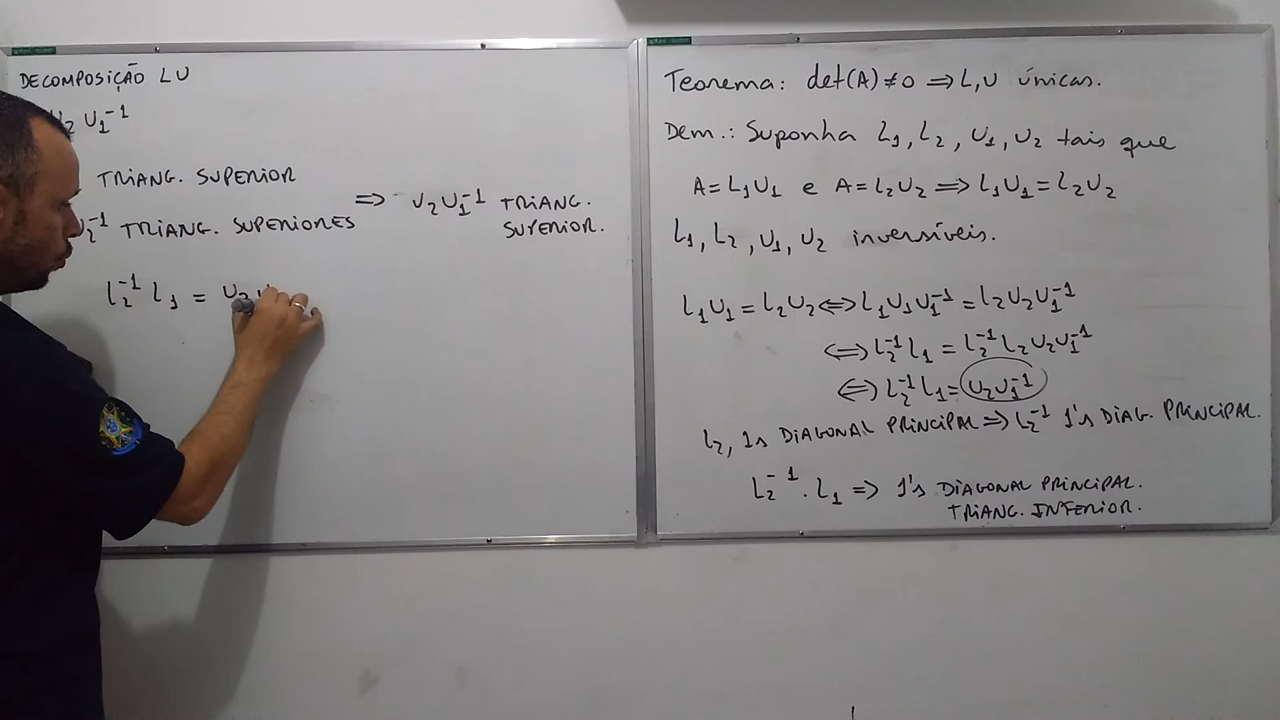 DECOMPOSIÇÃO LU
U₂ U₁⁻¹
TRIANG. SUPERIOR
U₂⁻¹ TRIANG. SUPERIORES
⇒ U₂U₁⁻¹ TRIANG.
SUPERIOR.
L₂⁻¹ L₁ = U₂
Teorema: det(A) ≠ 0 ⇒ L, U únicas.
Dem.: Suponha L₁, L₂, U₁, U₂ tais que
A = L₁U₁ e A = L₂U₂ ⇒ L₁U₁ = L₂U₂
L₁, L₂, U₁, U₂ inversíveis.
L₁U₁ = L₂U₂ ⇔ L₁U₁U₁⁻¹ = L₂U₂U₁⁻¹
⇔ L₂⁻¹L₁ = L₂⁻¹L₂U₂U₁⁻¹
⇔ L₂⁻¹L₁ = U₂U₁⁻¹
L₂, 1s DIAGONAL PRINCIPAL ⇒ L₂⁻¹ 1's DIAG. PRINCIPAL.
L₂⁻¹ . L₁ ⇒ 1's DIAGONAL PRINCIPAL.
TRIANG. INFERIOR.